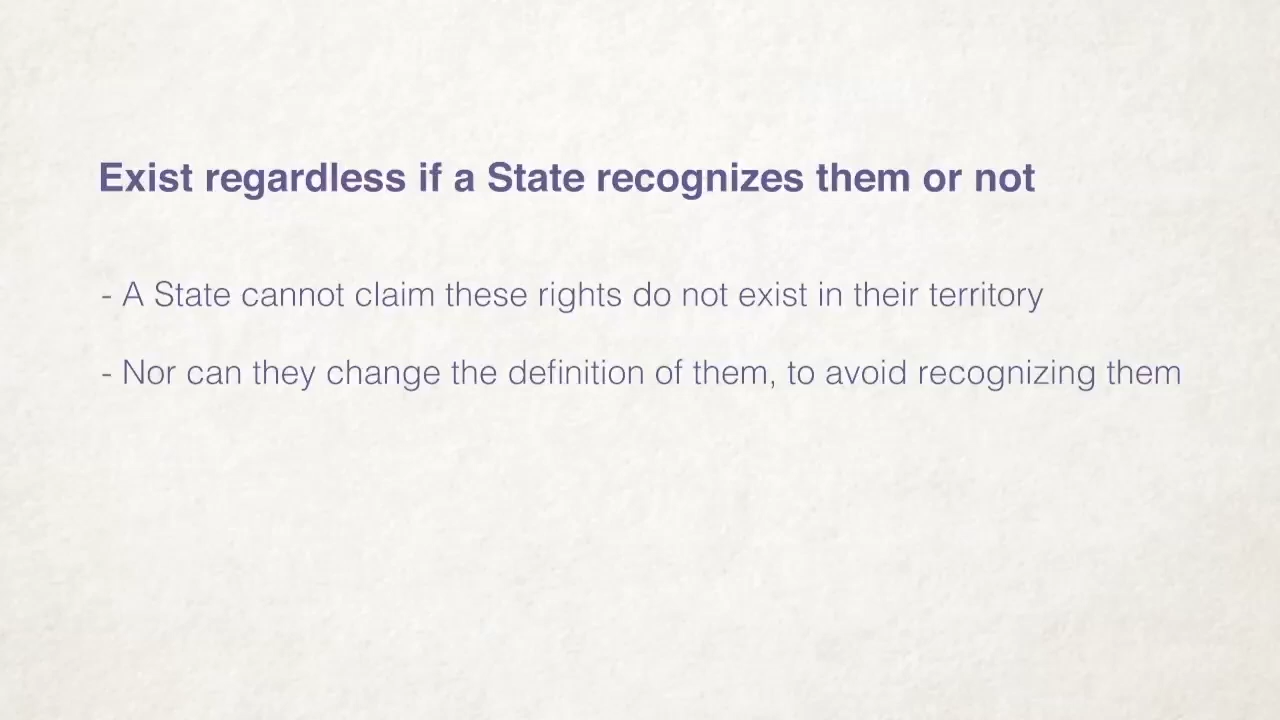 Exist regardless if a State recognizes them or not
- A State cannot claim these rights do not exist in their territory
- Nor can they change the definition of them, to avoid recognizing them